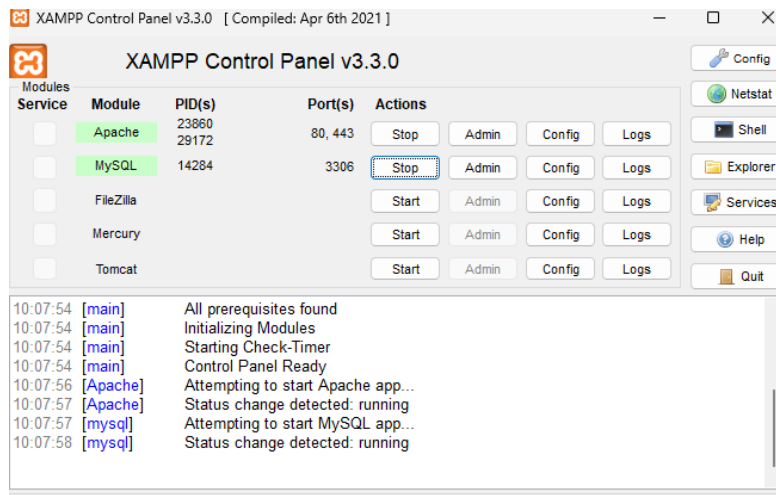 XAMPP Control Panel v3.3.0 [ Compiled: Apr 6th 2021 ]
XAMPP Control Panel v3.3.0
Config
Modules
Service Module PID(s) Port(s) Actions
Netstat
Apache 23860 29172 80, 443 Stop Admin Config Logs
Shell
MySQL 14284 3306 Stop Admin Config Logs
Explorer
FileZilla Start Admin Config Logs
Services
Mercury Start Admin Config Logs
Help
Tomcat Start Admin Config Logs
Quit
10:07:54 [main] All prerequisites found
10:07:54 [main] Initializing Modules
10:07:54 [main] Starting Check-Timer
10:07:54 [main] Control Panel Ready
10:07:56 [Apache] Attempting to start Apache app...
10:07:57 [Apache] Status change detected: running
10:07:57 [mysql] Attempting to start MySQL app...
10:07:58 [mysql] Status change detected: running